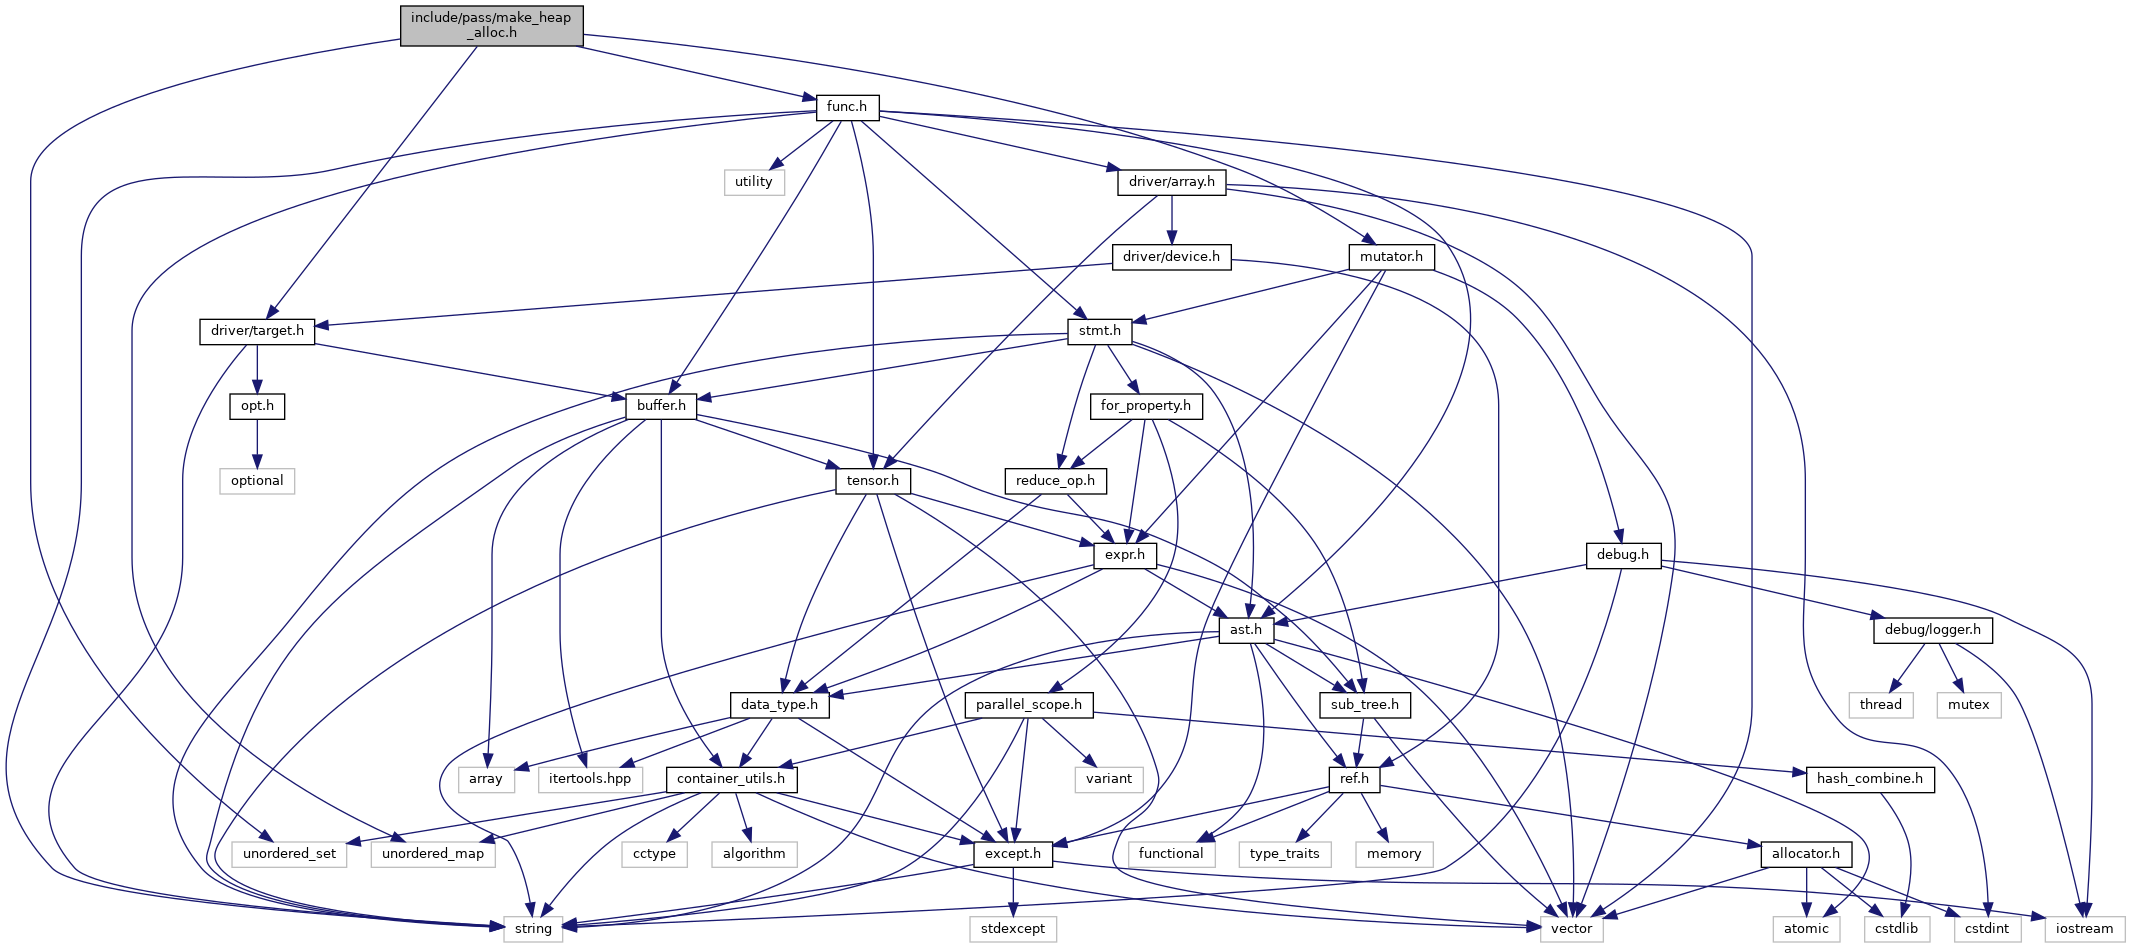 include/pass/make_heap
_alloc.h
func.h
utility
driver/array.h
driver/device.h
mutator.h
driver/target.h
stmt.h
opt.h
buffer.h
for_property.h
optional
tensor.h
reduce_op.h
expr.h
debug.h
ast.h
debug/logger.h
data_type.h
parallel_scope.h
sub_tree.h
thread
mutex
array
itertools.hpp
container_utils.h
variant
ref.h
hash_combine.h
unordered_set
unordered_map
cctype
algorithm
except.h
functional
type_traits
memory
allocator.h
string
stdexcept
vector
atomic
cstdlib
cstdint
iostream